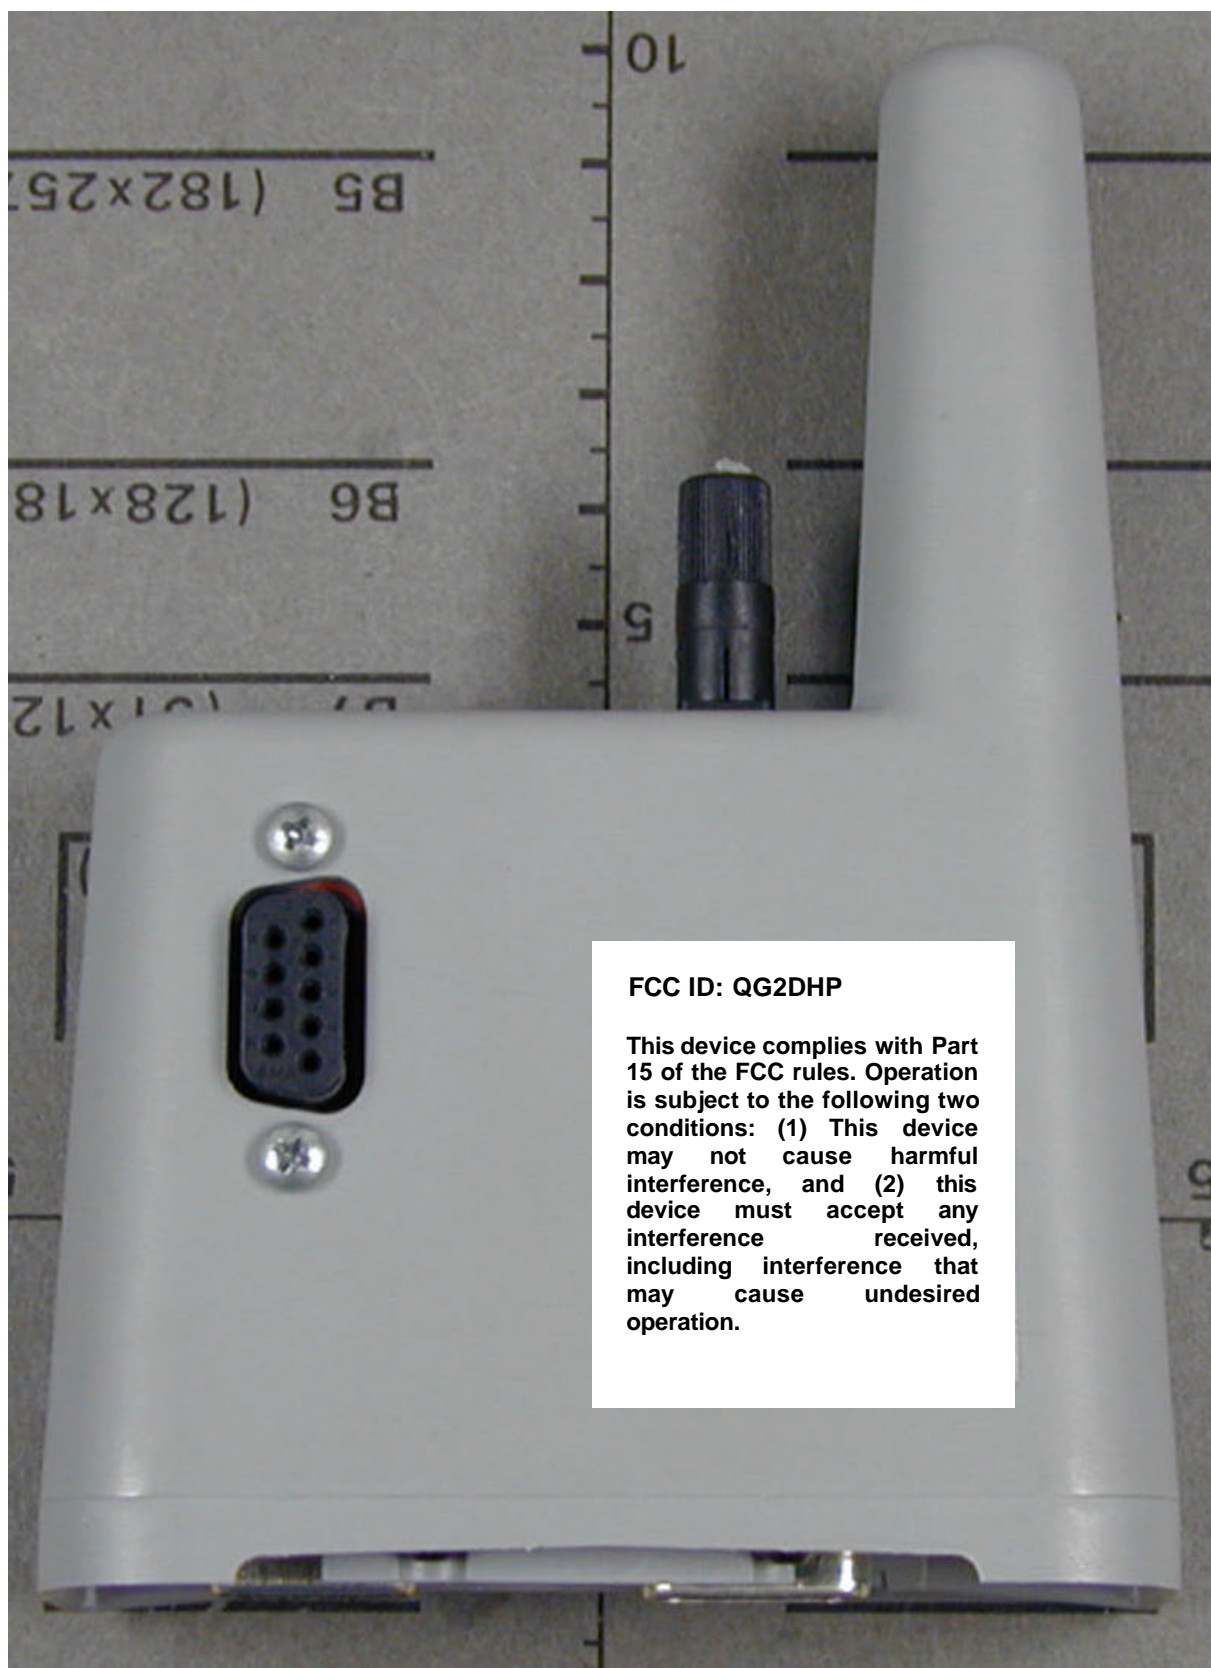 10
B5 (182x257
B6 (128x18
5
FCC ID: QG2DHP
This device complies with Part
15 of the FCC rules. Operation
is subject to the following two
conditions: (1) This device
may not cause harmful
interference, and (2) this
device must accept any
interference received,
including interference that
may cause undesired
operation.
5